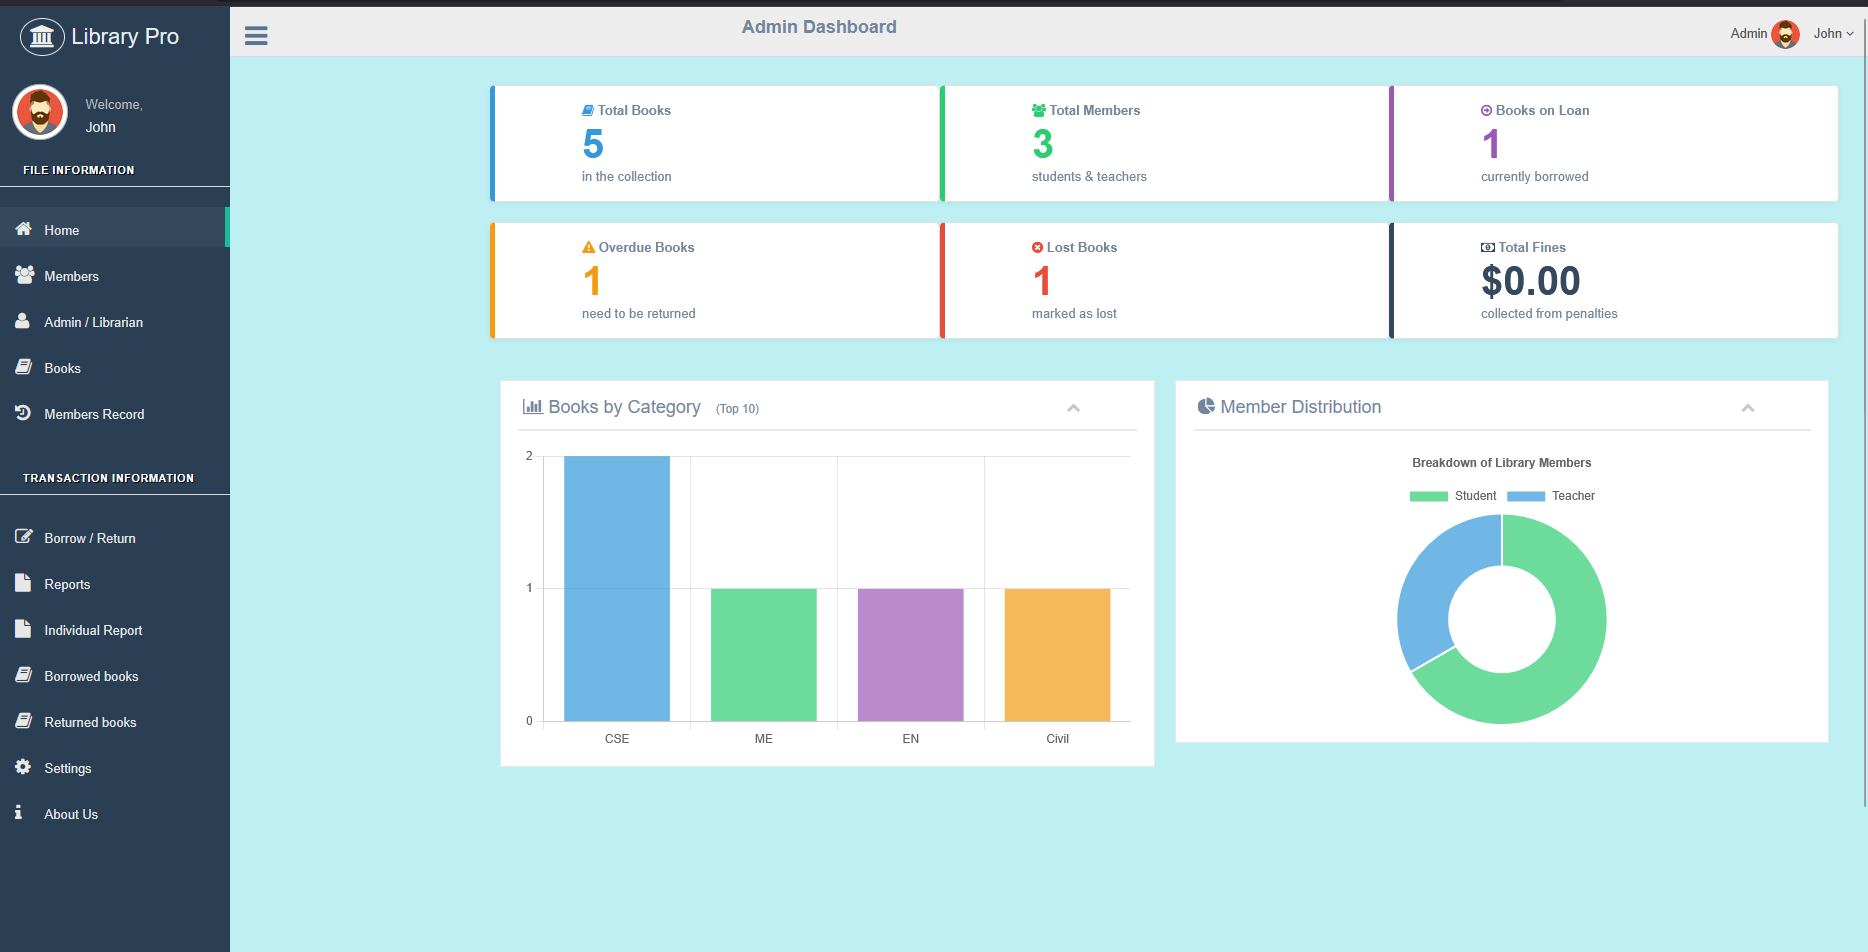 Library Pro
Welcome,
John
FILE INFORMATION
Home
Members
Admin / Librarian
Books
Members Record
TRANSACTION INFORMATION
Borrow / Return
Reports
Individual Report
Borrowed books
Returned books
Settings
About Us
Admin Dashboard
Admin John
Total Books
5
in the collection
Total Members
3
students & teachers
Books on Loan
1
currently borrowed
Overdue Books
1
need to be returned
Lost Books
1
marked as lost
Total Fines
$0.00
collected from penalties
Books by Category (Top 10)
2
1
0
CSE ME EN Civil
Member Distribution
Breakdown of Library Members
Student Teacher